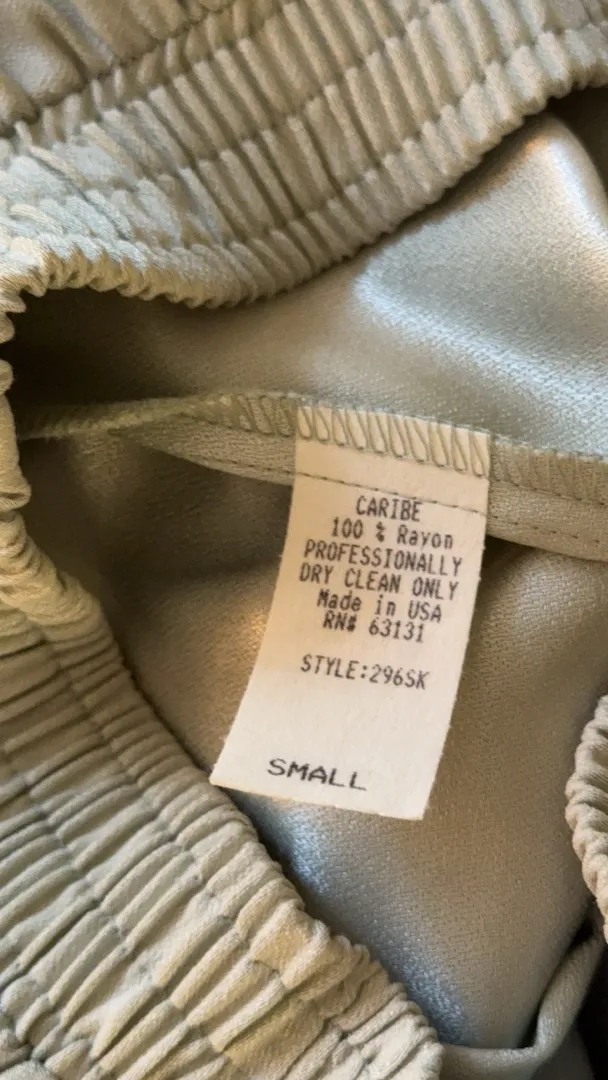 CARIBE
100 % Rayon
PROFESSIONALLY
DRY CLEAN ONLY
Made in USA
RN# 63131
STYLE:296SK
SMALL